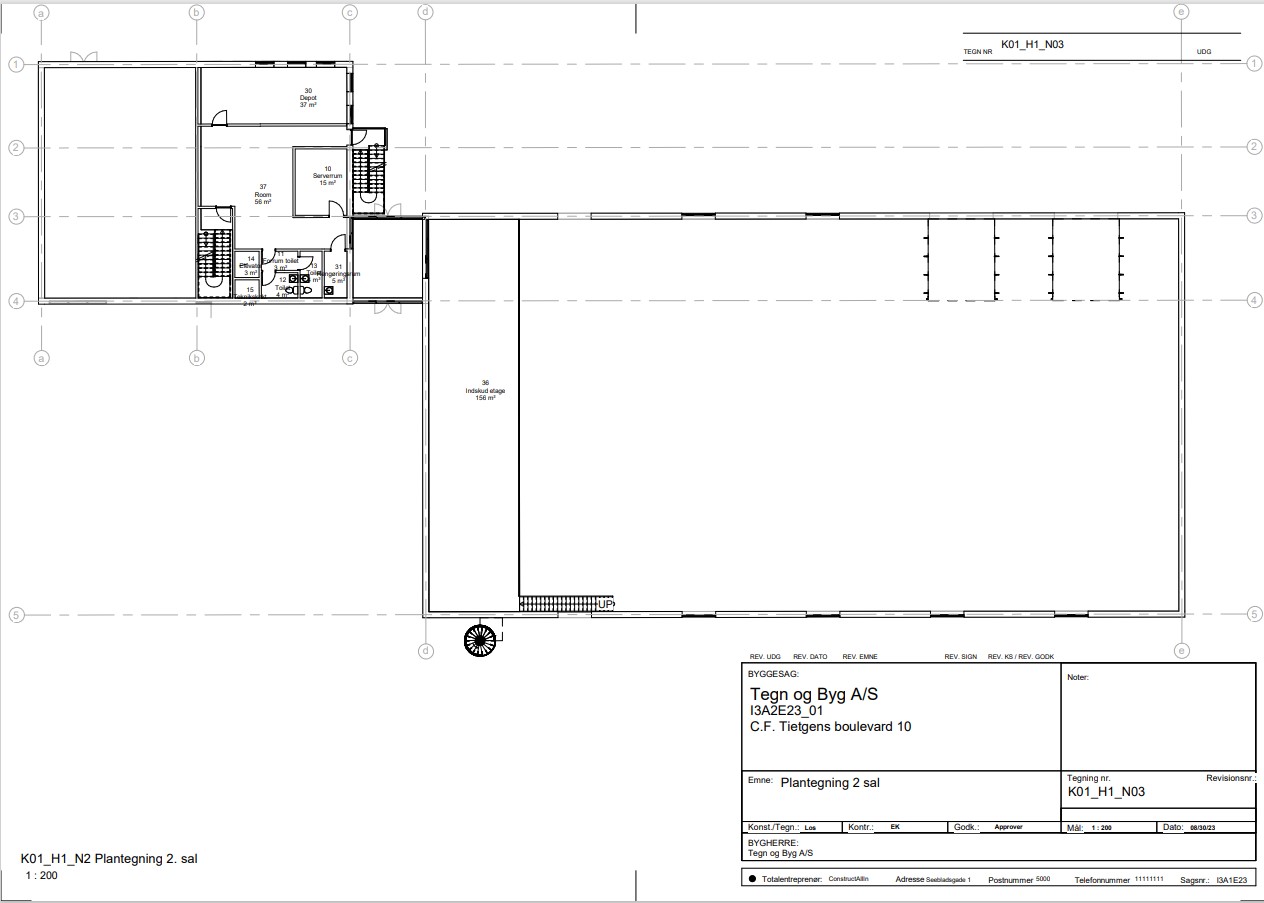 a
b
c
d
e
K01_H1_N03
TEGN NR
UDG
1
1
30
Depot
37 m²
2
2
10
Serverrum
15 m²
37
Room
56 m²
3
3
14
3 m²
11
Forrum toilet
3 m²
13
31
Rengøringsrum
5 m²
12
Toilet
4 m²
15
2 m²
4
4
a
b
c
36
Indskud etage
156 m²
UP
5
5
d
e
REV. UDG REV. DATO REV. EMNE REV. SIGN REV. KS / REV. GODK
BYGGESAG:
Tegn og Byg A/S
I3A2E23_01
C.F. Tietgens boulevard 10
Noter:
Emne: Plantegning 2 sal
Tegning nr. Revisionsnr.:
K01_H1_N03
Konst./Tegn.: Los Kontr.: EK Godk.: Approver Mål: 1 : 200 Dato: 08/30/23
BYGHERRE:
Tegn og Byg A/S
Totalentreprenør: ConstructAllIn Adresse Seebladsgade 1 Postnummer 5000 Telefonnummer 11111111 Sagsnr.: I3A1E23
K01_H1_N2 Plantegning 2. sal
1 : 200